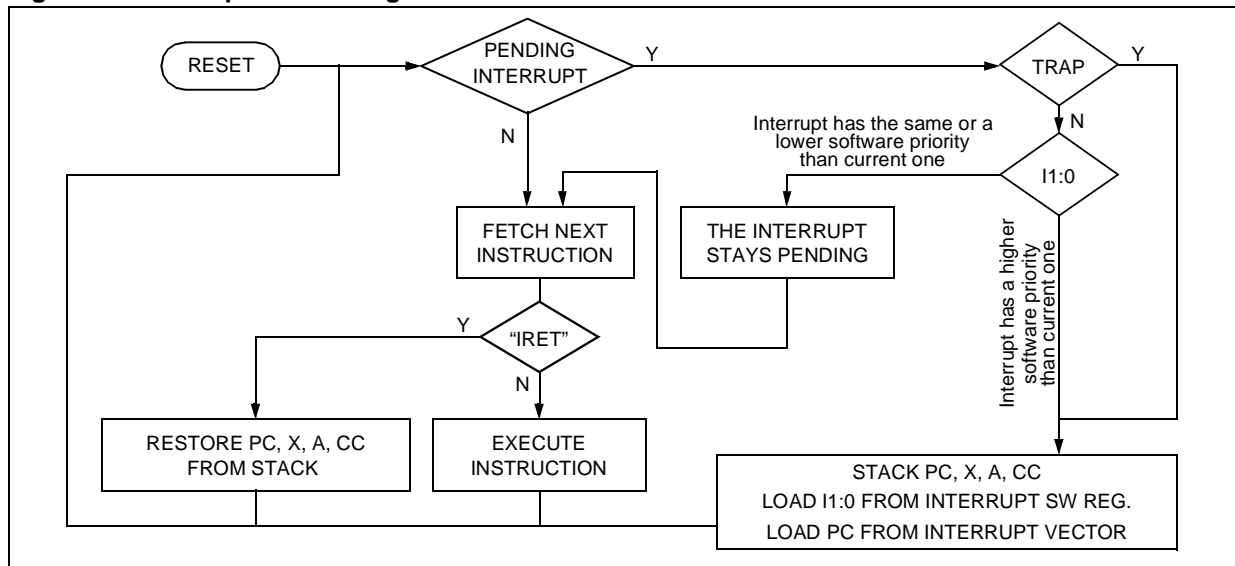 RESET
PENDING
INTERRUPT
Y
TRAP
Y
N
N
Interrupt has the same or a
lower software priority
than current one
I1:0
FETCH NEXT
INSTRUCTION
THE INTERRUPT
STAYS PENDING
Interrupt has a higher
software priority
than current one
Y
“IRET”
N
RESTORE PC, X, A, CC
FROM STACK
EXECUTE
INSTRUCTION
STACK PC, X, A, CC
LOAD I1:0 FROM INTERRUPT SW REG.
LOAD PC FROM INTERRUPT VECTOR